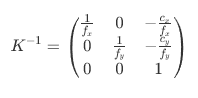 K^{-1} = \begin{pmatrix} \frac{1}{f_x} & 0 & -\frac{c_x}{f_x} \\ 0 & \frac{1}{f_y} & -\frac{c_y}{f_y} \\ 0 & 0 & 1 \end{pmatrix}